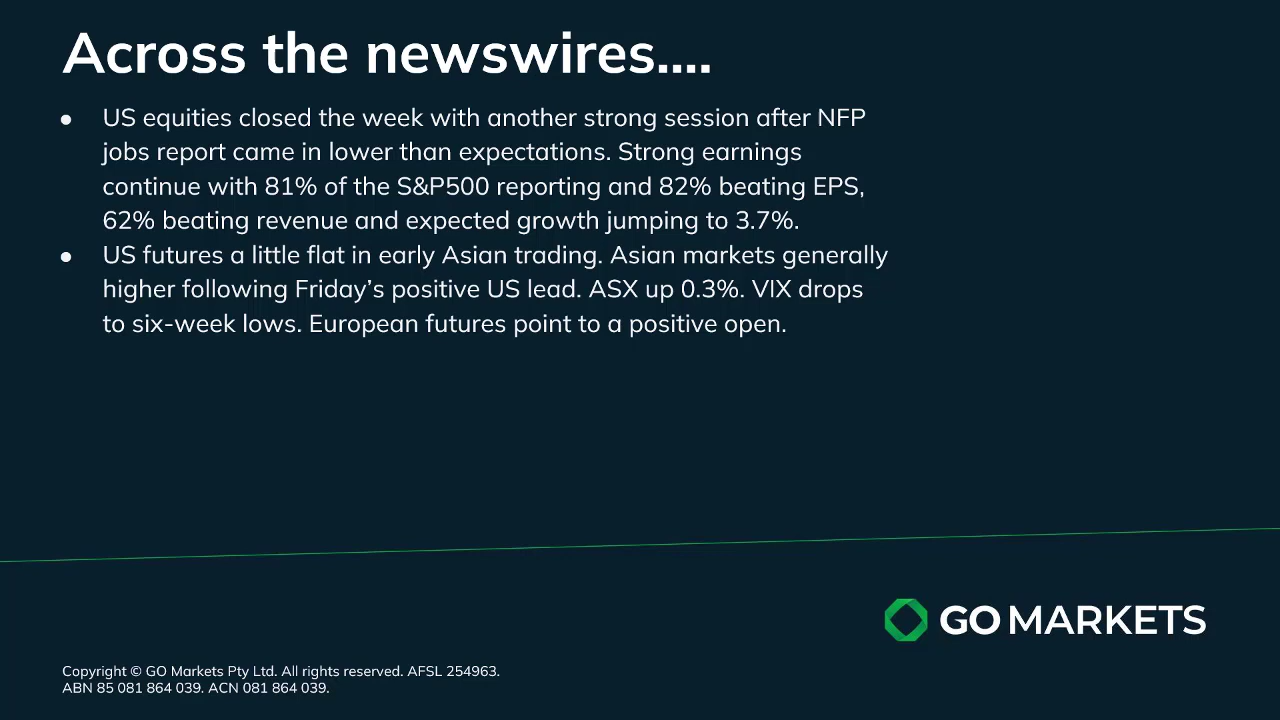 Across the newswires....
● US equities closed the week with another strong session after NFP
jobs report came in lower than expectations. Strong earnings
continue with 81% of the S&P500 reporting and 82% beating EPS,
62% beating revenue and expected growth jumping to 3.7%.
● US futures a little flat in early Asian trading. Asian markets generally
higher following Friday’s positive US lead. ASX up 0.3%. VIX drops
to six-week lows. European futures point to a positive open.
GO MARKETS
Copyright © GO Markets Pty Ltd. All rights reserved. AFSL 254963.
ABN 85 081 864 039. ACN 081 864 039.